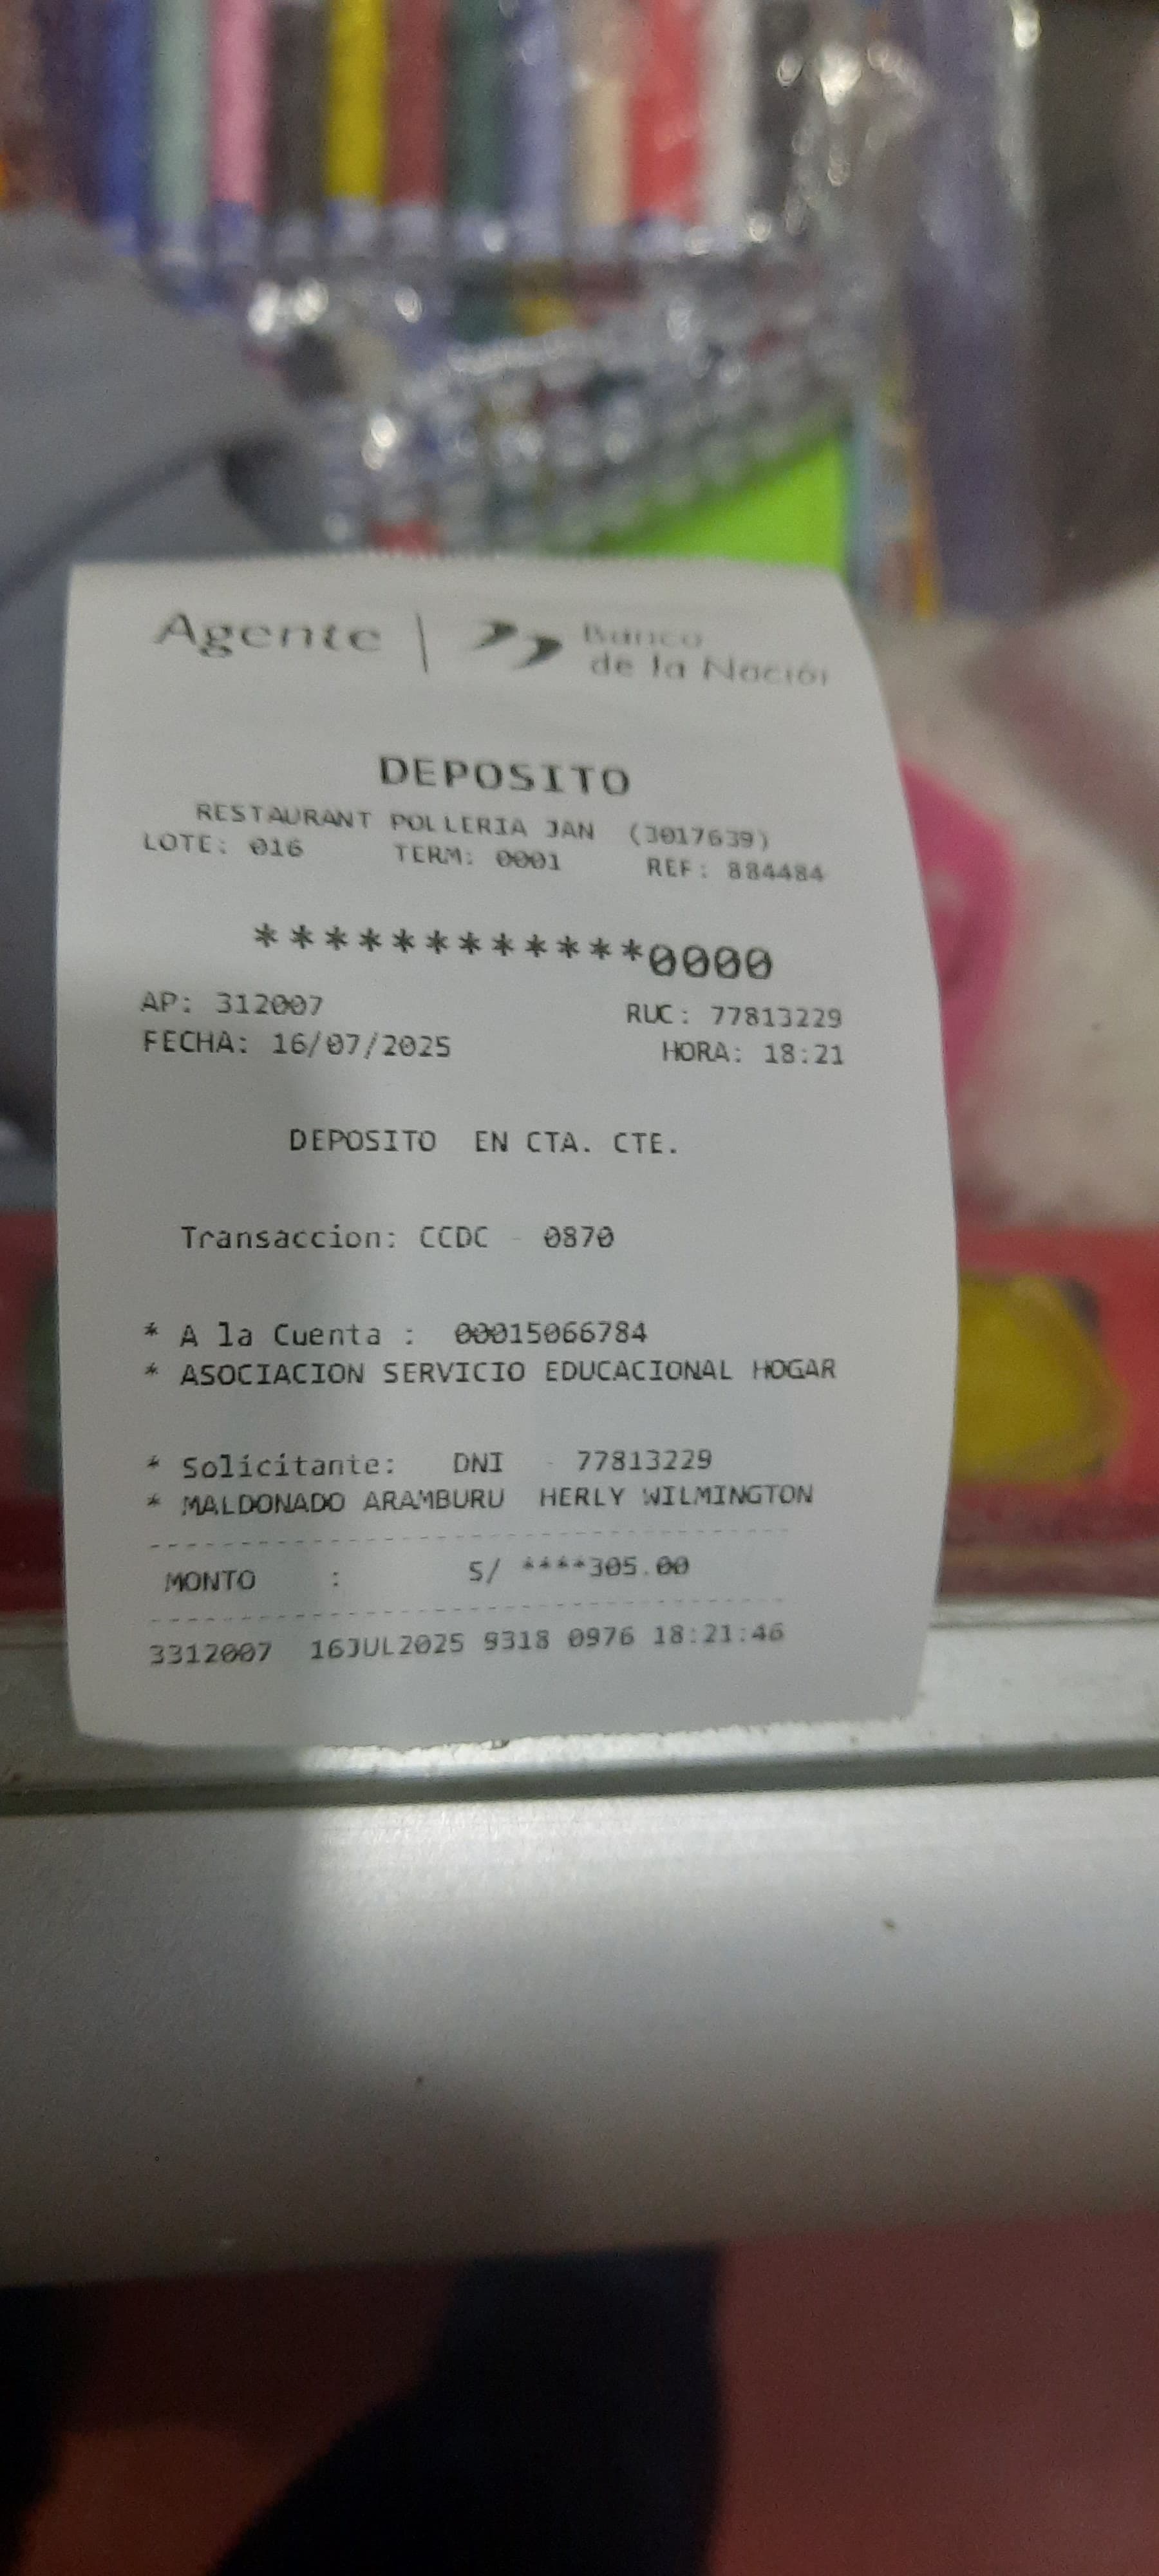 Agente | Banco
de la Nación
DEPOSITO
RESTAURANT POLLERIA JAN (3017639)
LOTE: 016 TERM: 0001 REF: 884484
************0000
AP: 312007 RUC: 77813229
FECHA: 16/07/2025 HORA: 18:21
DEPOSITO EN CTA. CTE.
Transaccion: CCDC - 0870
* A la Cuenta : 00015066784
* ASOCIACION SERVICIO EDUCACIONAL HOGAR
* Solicitante: DNI - 77813229
* MALDONADO ARAMBURU HERLY WILMINGTON
MONTO : S/ ****305.00
3312007 16JUL2025 9318 0976 18:21:46